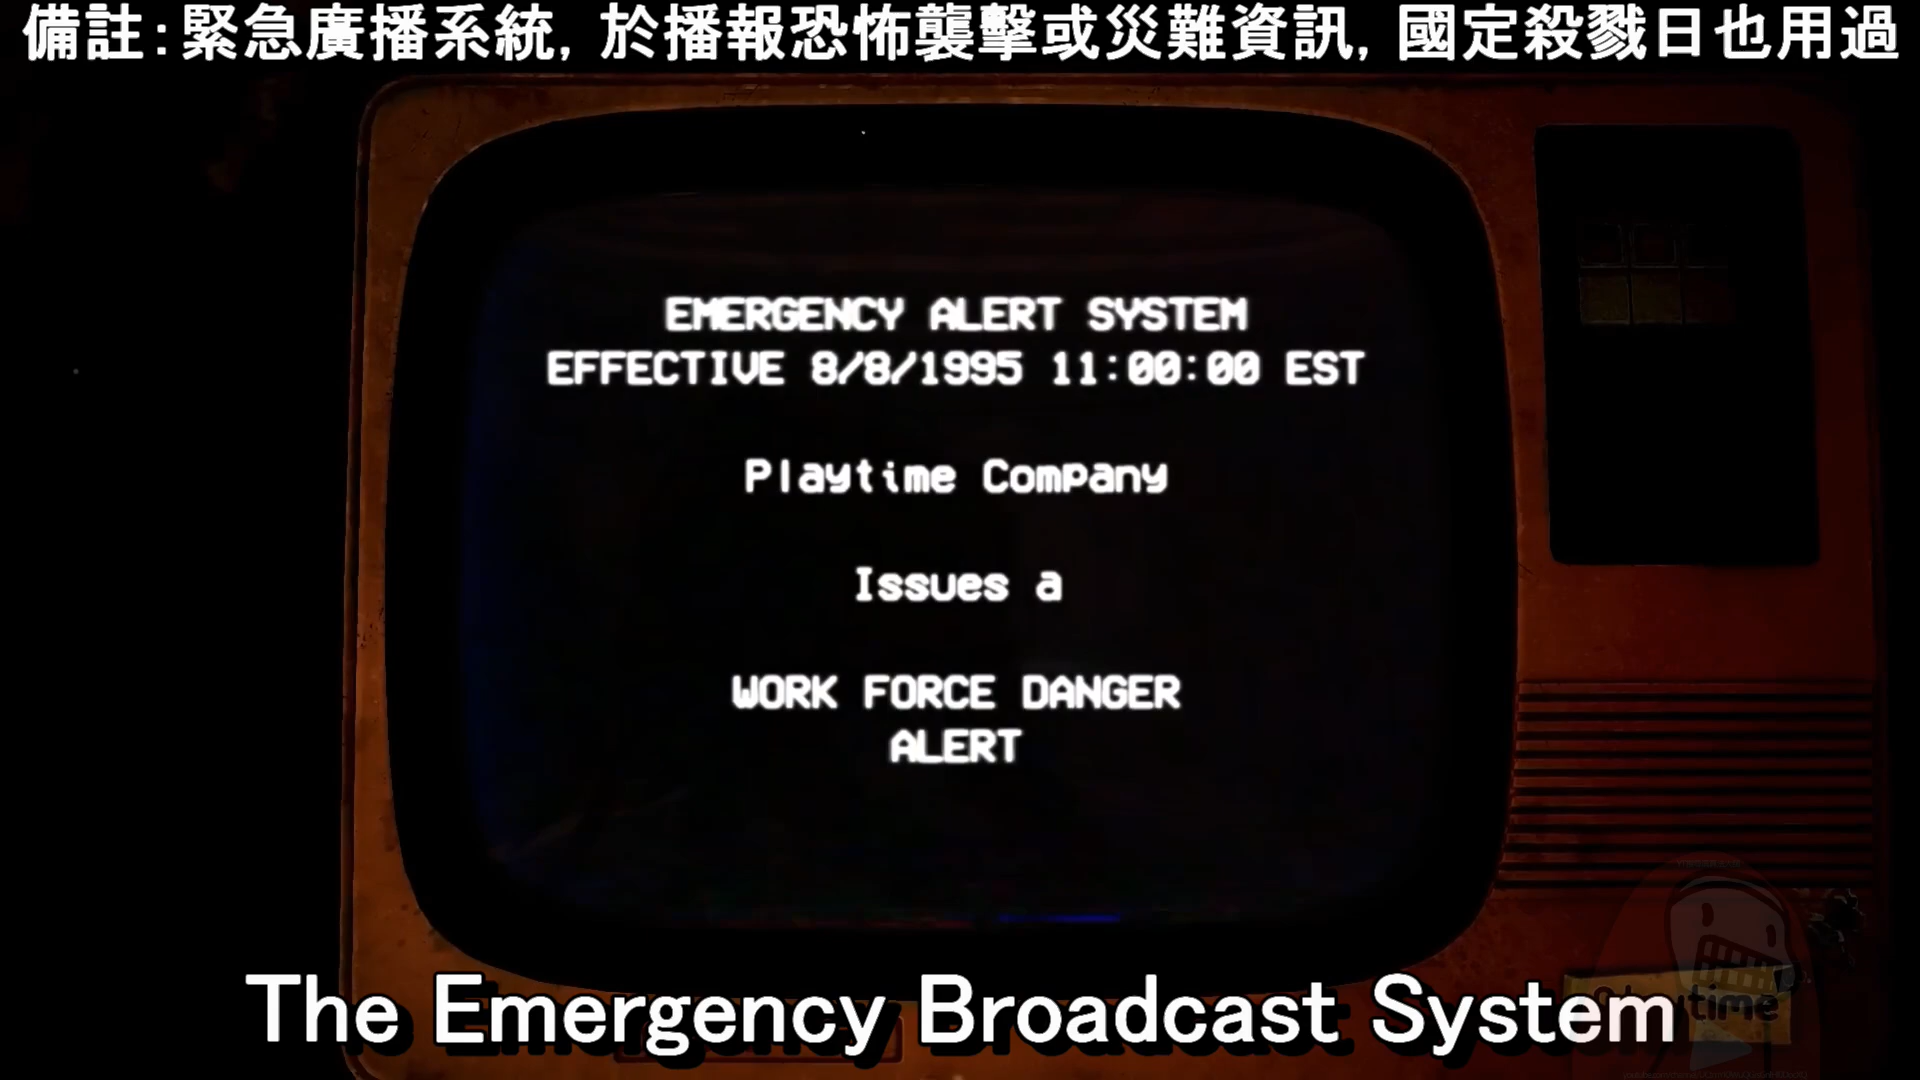 備註:緊急廣播系統, 於播報恐怖襲擊或災難資訊, 國定殺戮日也用過
EMERGENCY ALERT SYSTEM
EFFECTIVE 8/8/1995 11:00:00 EST
Playtime Company
Issues a
WORK FORCE DANGER
ALERT
The Emergency Broadcast System